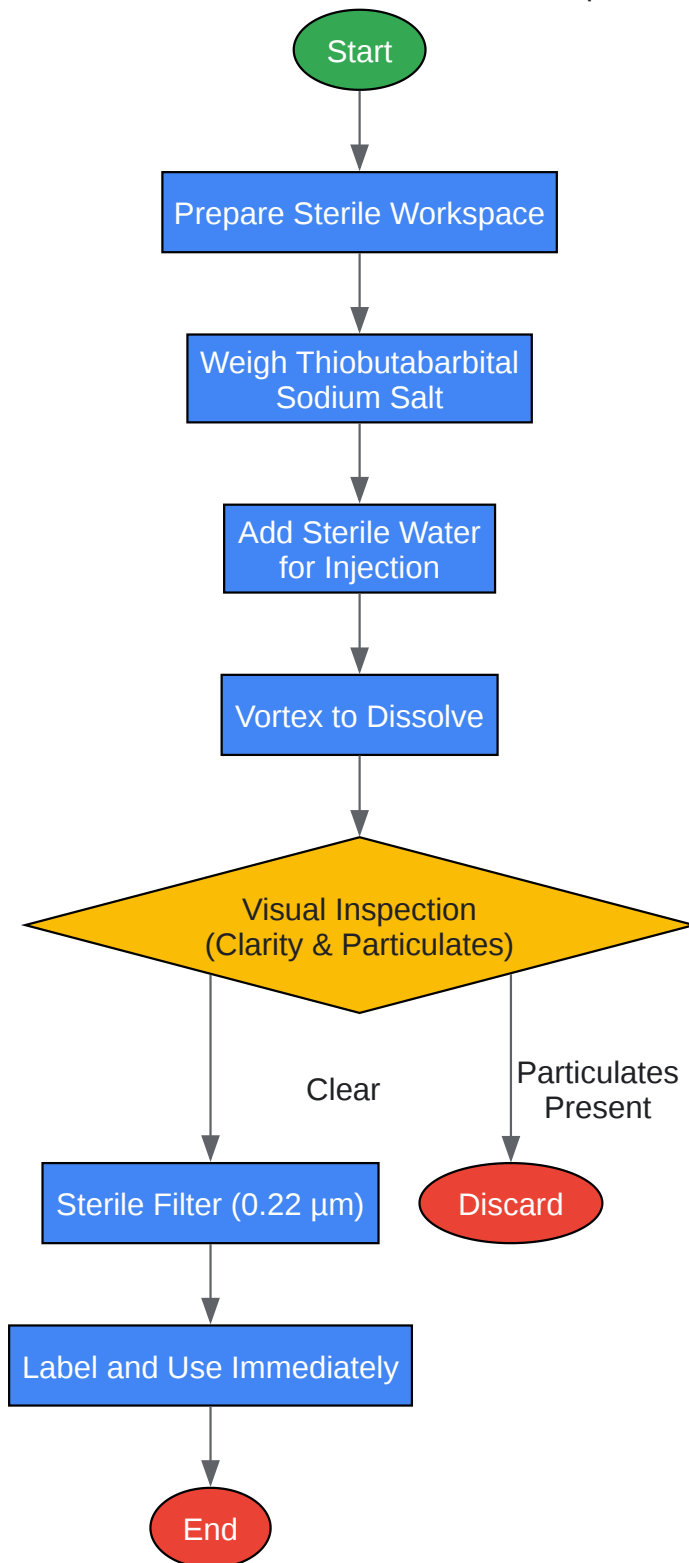 Start
Prepare Sterile Workspace
Weigh Thiobutabarbital
Sodium Salt
Add Sterile Water
for Injection
Vortex to Dissolve
Visual Inspection
(Clarity & Particulates)
Clear
Particulates
Present
Sterile Filter (0.22 µm)
Discard
Label and Use Immediately
End